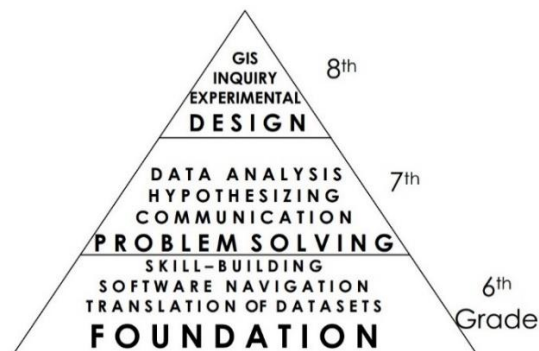 GIS
INQUIRY
EXPERIMENTAL
DESIGN
8th
DATA ANALYSIS
HYPOTHESIZING
COMMUNICATION
PROBLEM SOLVING
7th
SKILL-BUILDING
SOFTWARE NAVIGATION
TRANSLATION OF DATASETS
FOUNDATION
6th
Grade